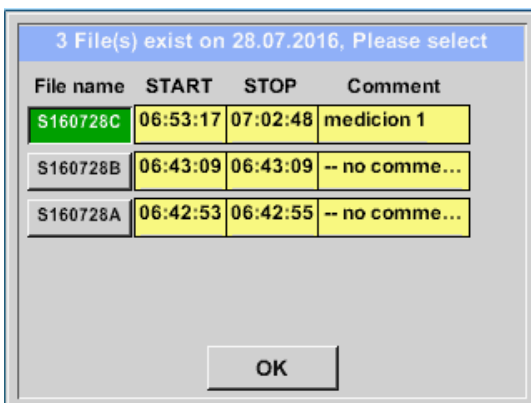 3 File(s) exist on 28.07.2016, Please select
File name START STOP Comment
S160728C 06:53:17 07:02:48 medicion 1
S160728B 06:43:09 06:43:09 -- no comme...
S160728A 06:42:53 06:42:55 -- no comme...
OK